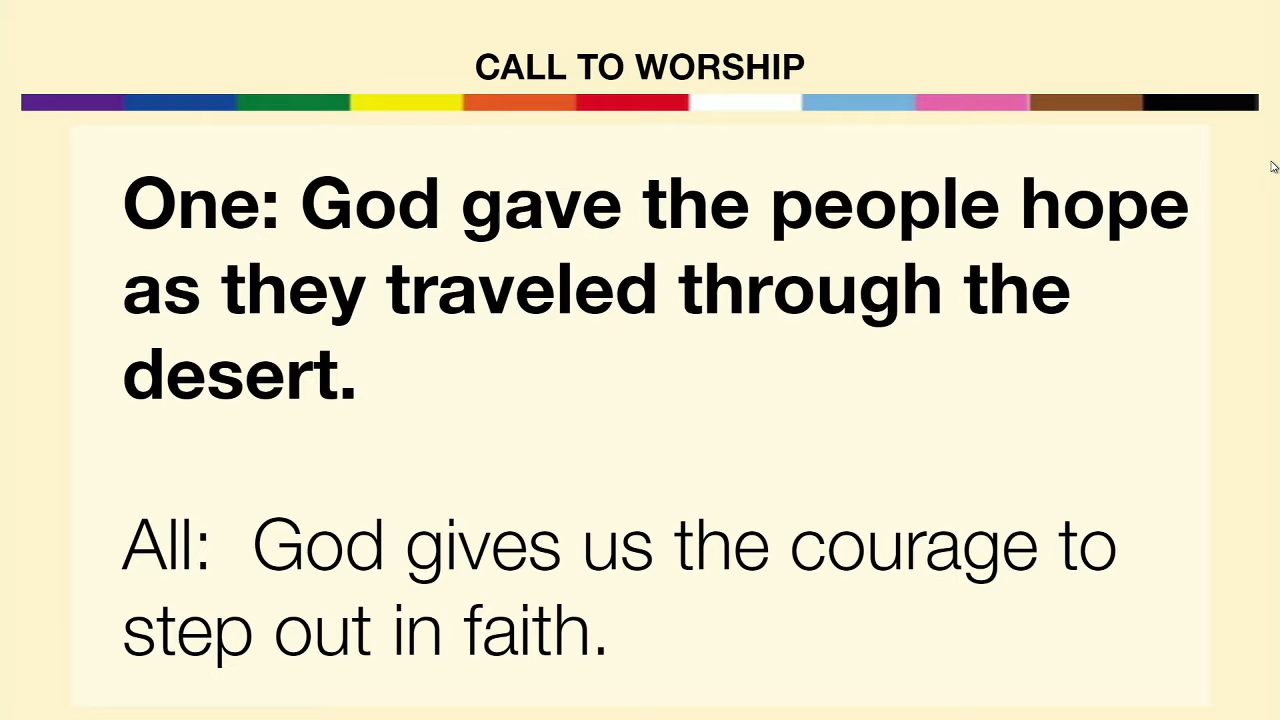 CALL TO WORSHIP
One: God gave the people hope
as they traveled through the
desert.
All:  God gives us the courage to
step out in faith.